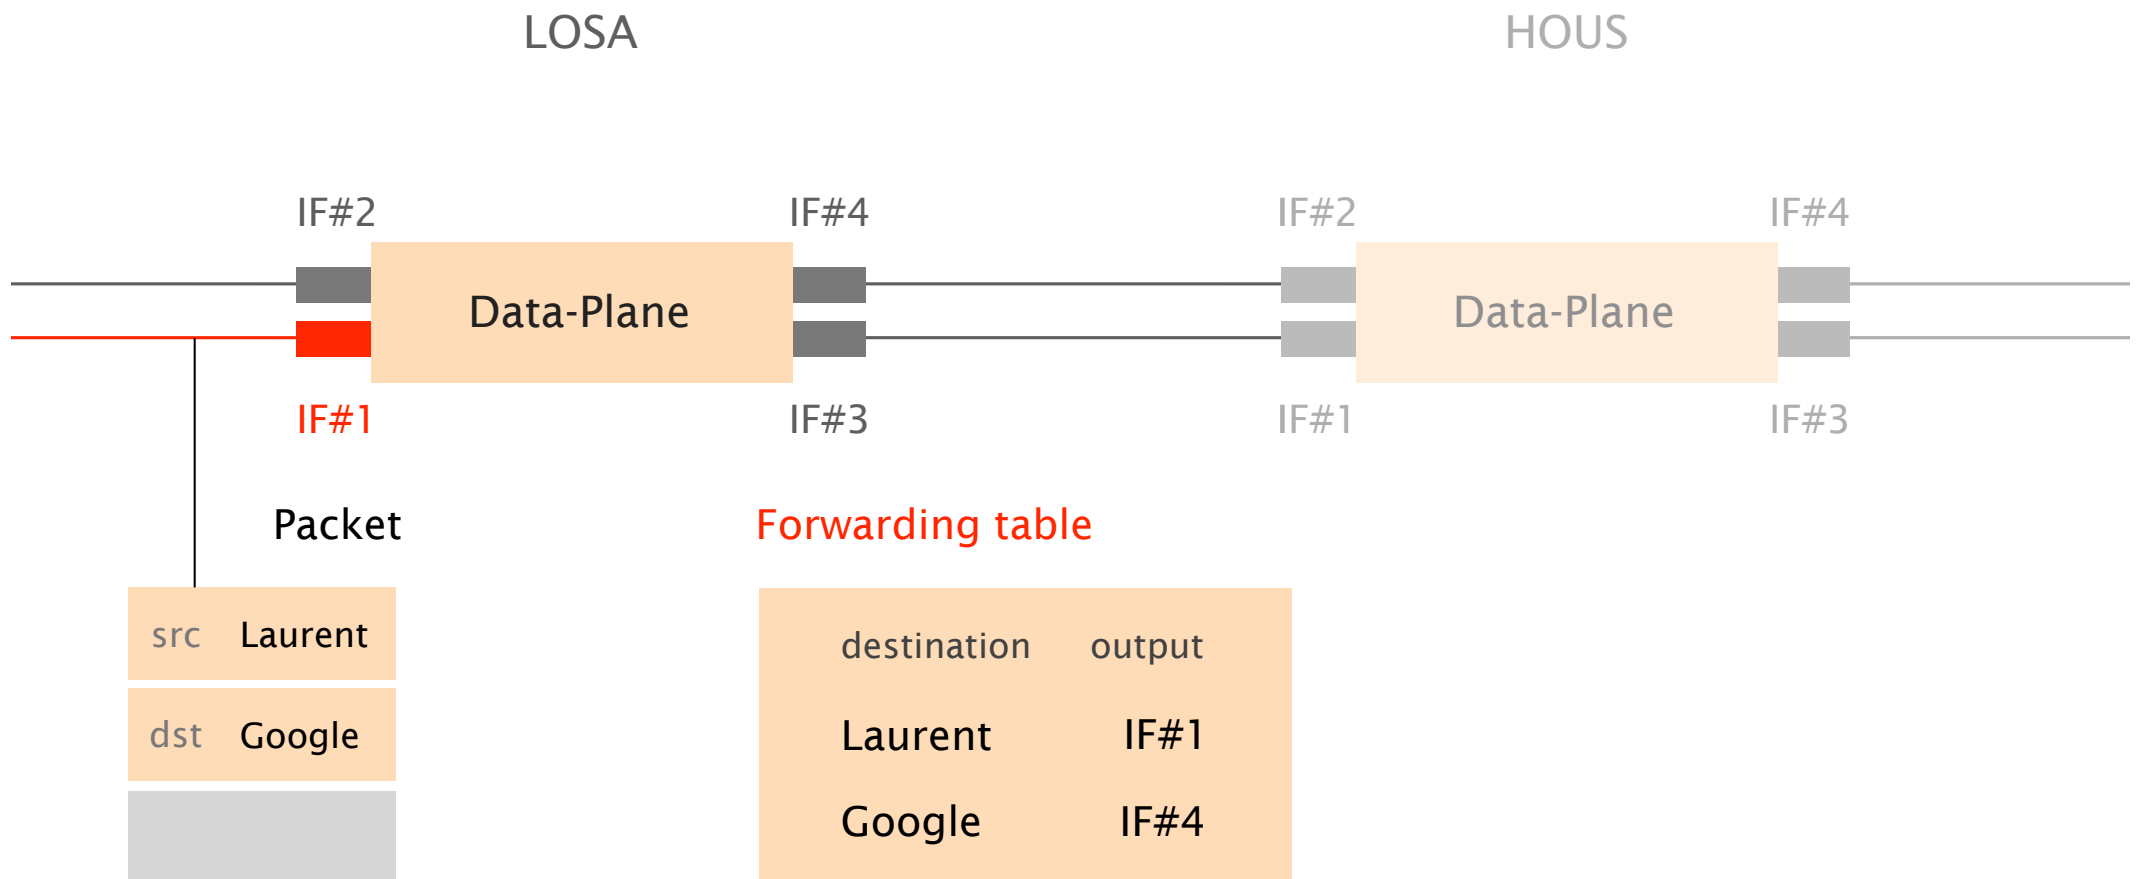 LOSA HOUS
IF#2 IF#4 IF#2 IF#4
Data-Plane Data-Plane
IF#1 IF#3 IF#1 IF#3
Packet Forwarding table
src Laurent
destination output
dst Google
Laurent IF#1
Google IF#4